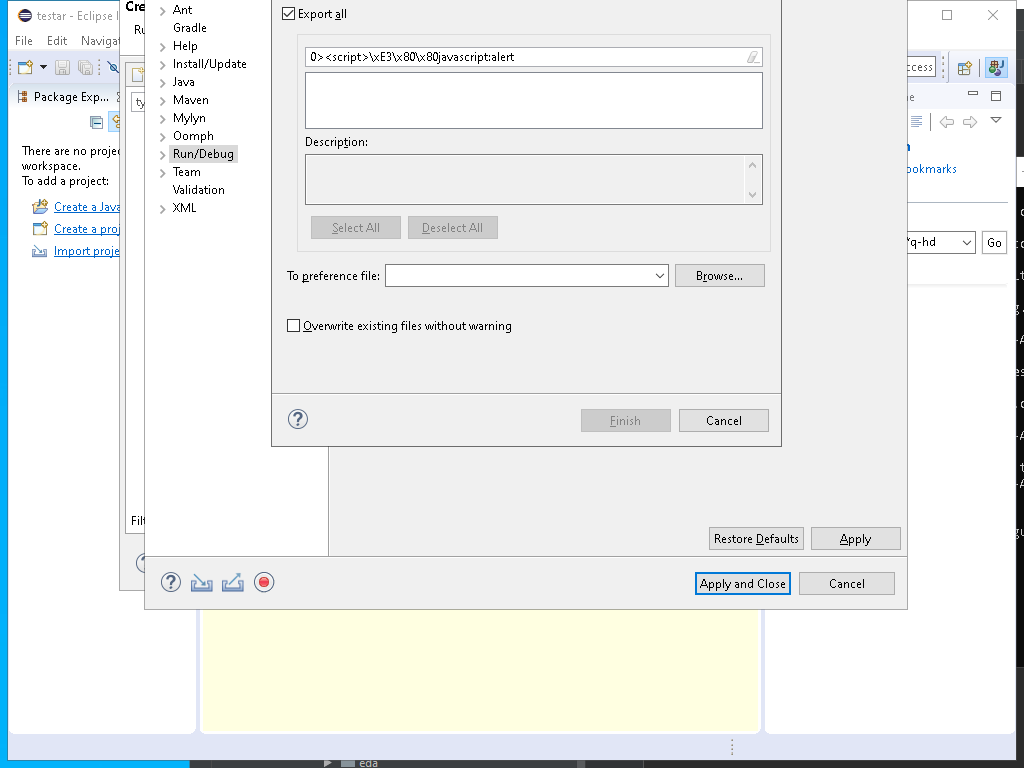 testar - Eclipse I
File Edit Navigat
Package Exp...
There are no projec
workspace.
To add a project:
Create a Java
Create a proj
Import proje
Cre
Ru
ty
Filt
Ant
Gradle
Help
Install/Update
Java
Maven
Mylyn
Oomph
Run/Debug
Team
Validation
XML
Export all
0><script>\xE3\x80\x80javascript:alert
Description:
Select All Deselect All
To preference file: Browse...
Overwrite existing files without warning
Finish Cancel
Restore Defaults Apply
Apply and Close Cancel
ccess
ne
ookmarks
q-hd Go
eda